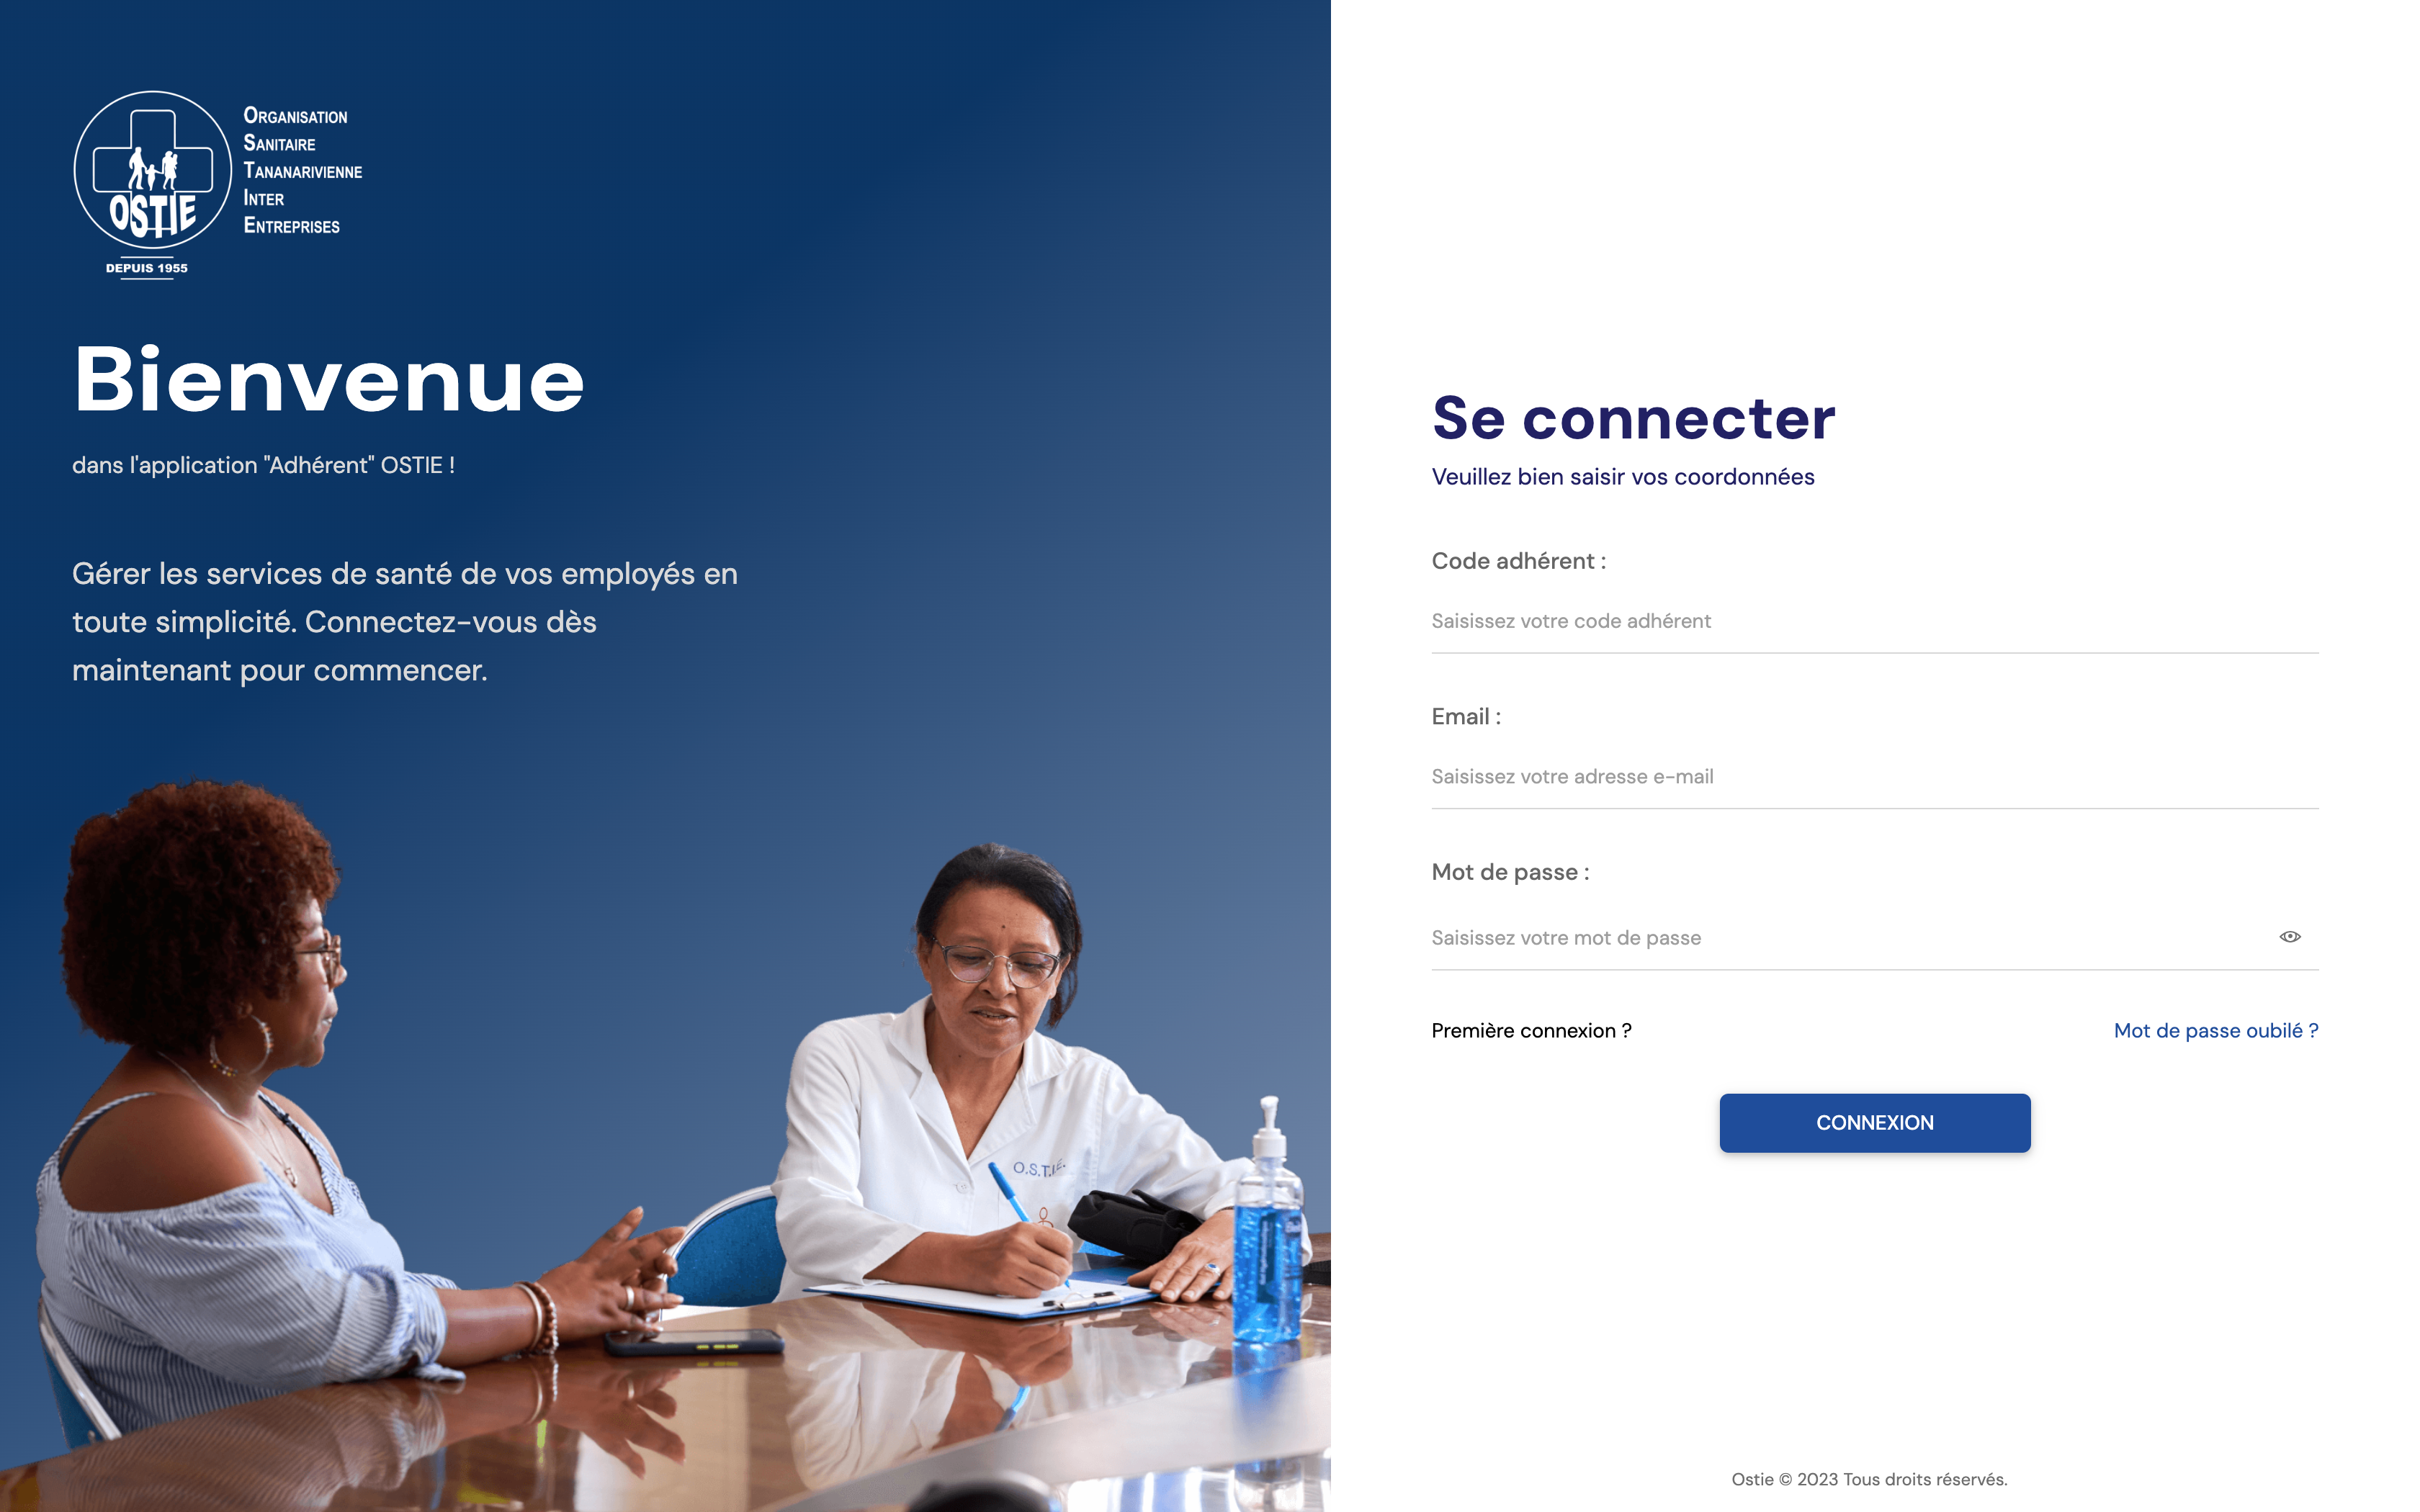 ORGANISATION
SANITAIRE
TANANARIVIENNE
INTER
ENTREPRISES
OSTIE
DEPUIS 1955
Bienvenue
dans l'application "Adhérent" OSTIE !
Gérer les services de santé de vos employés en
toute simplicité. Connectez-vous dès
maintenant pour commencer.
O.S.T.I.E.
Se connecter
Veuillez bien saisir vos coordonnées
Code adhérent :
Saisissez votre code adhérent
Email :
Saisissez votre adresse e-mail
Mot de passe :
Saisissez votre mot de passe
Première connexion ?
Mot de passe oubilé ?
CONNEXION
Ostie © 2023 Tous droits réservés.